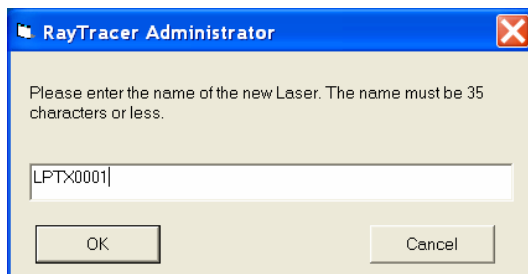 RayTracer Administrator
Please enter the name of the new Laser. The name must be 35
characters or less.
LPTX0001
OK
Cancel